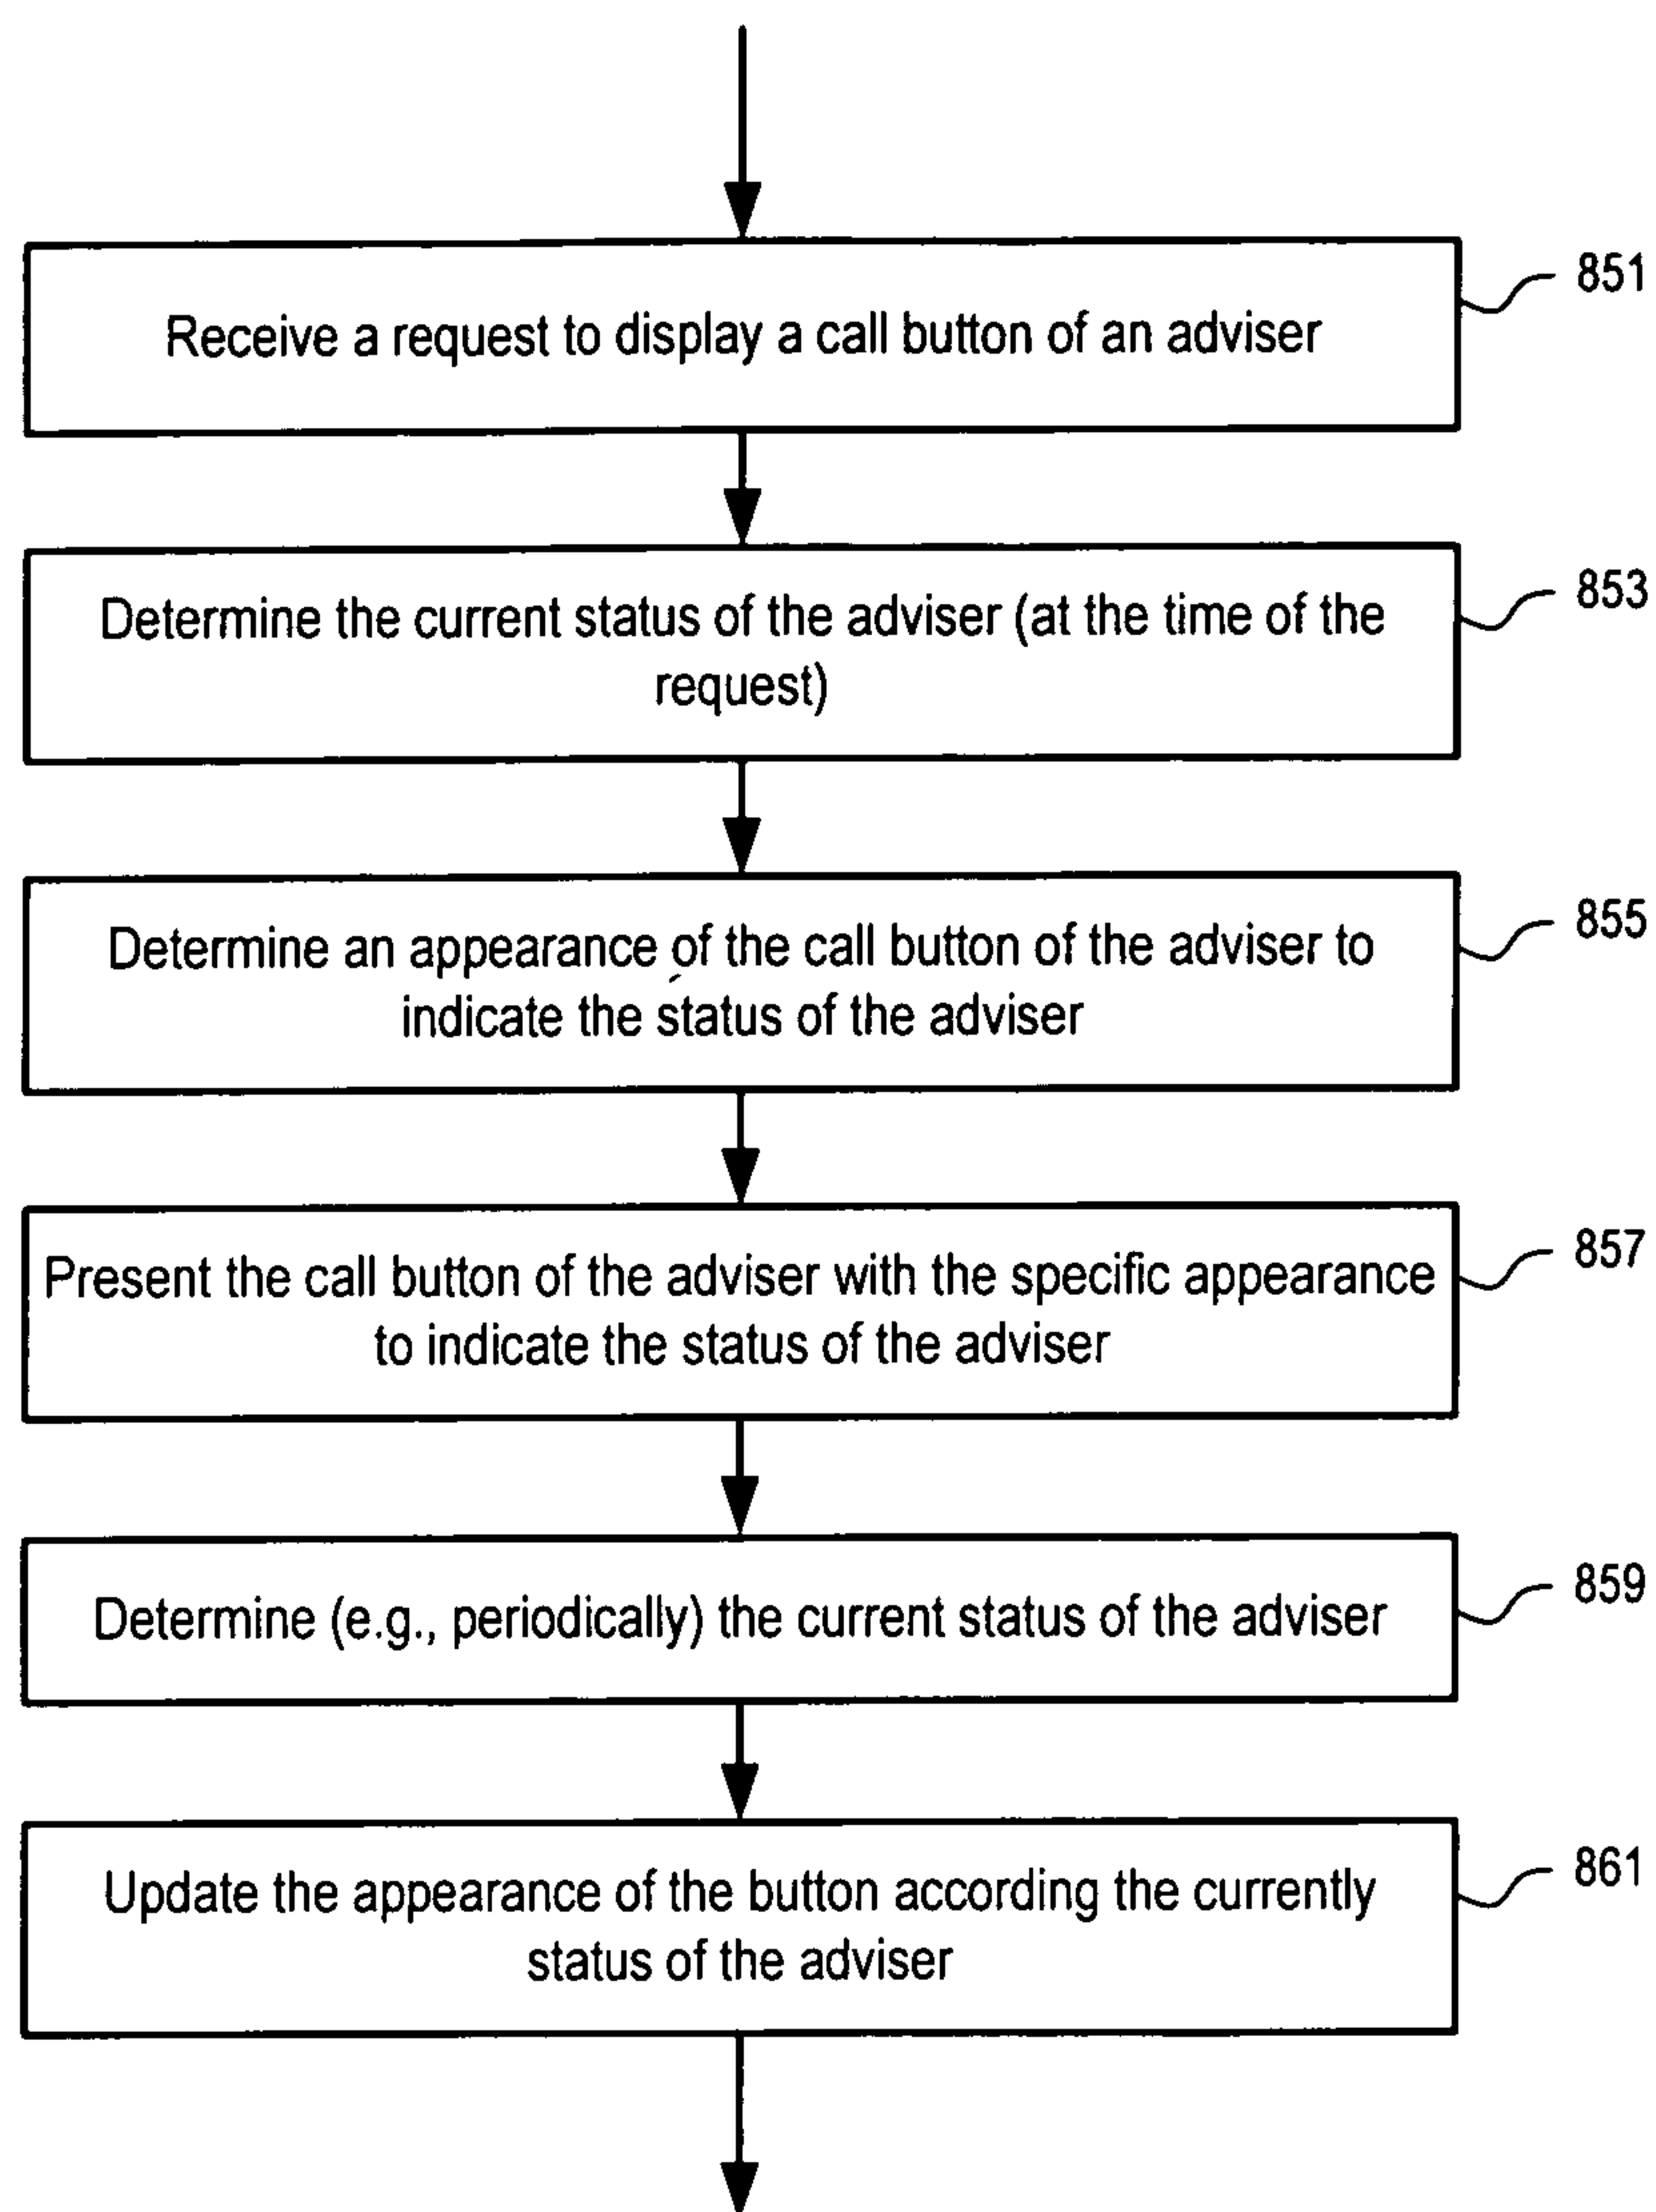 Receive a request to display a call button of an adviser
851
Determine the current status of the adviser (at the time of the
request)
853
Determine an appearance of the call button of the adviser to
indicate the status of the adviser
855
Present the call button of the adviser with the specific appearance
to indicate the status of the adviser
857
Determine (e.g., periodically) the current status of the adviser
859
Update the appearance of the button according the currently
status of the adviser
861